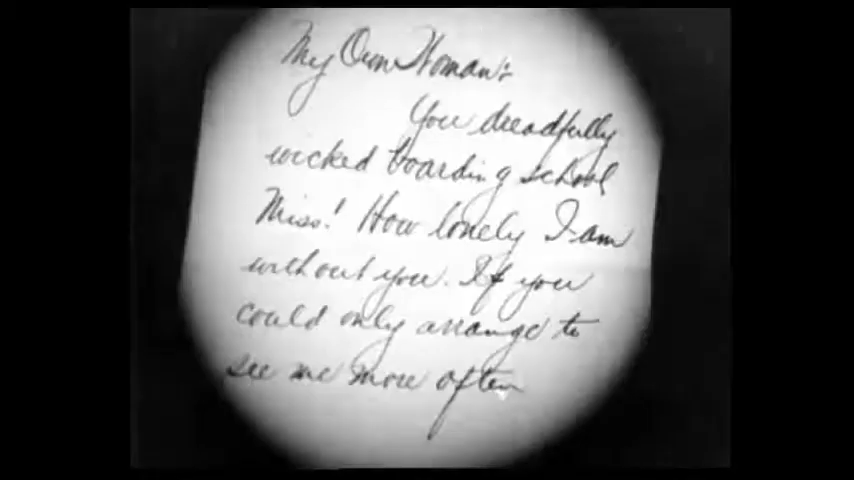 My Own Woman:
You dreadfully
wicked boarding school
Miss! How lonely I am
without you. If you
could only arrange to
see me more often